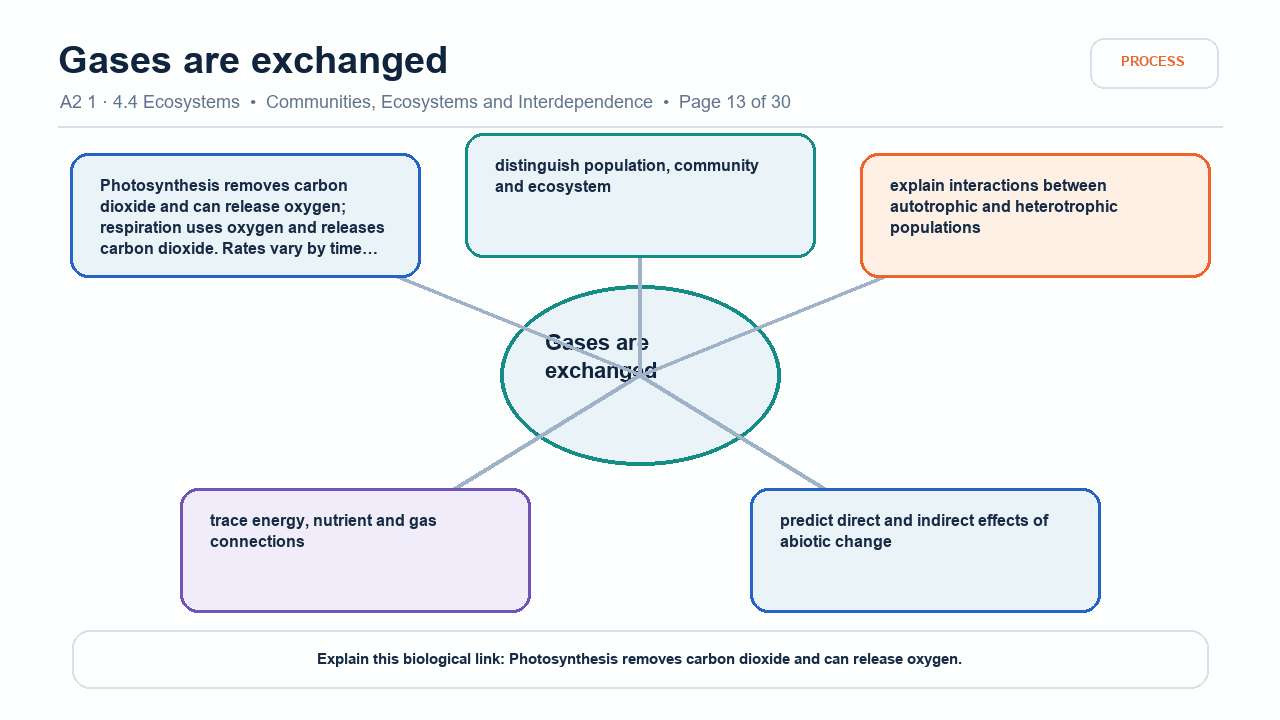 Gases are exchanged
PROCESS
A2 1 · 4.4 Ecosystems • Communities, Ecosystems and Interdependence • Page 13 of 30
Photosynthesis removes carbon
dioxide and can release oxygen;
respiration uses oxygen and releases
carbon dioxide. Rates vary by time…
distinguish population, community
and ecosystem
explain interactions between
autotrophic and heterotrophic
populations
Gases are
exchanged
trace energy, nutrient and gas
connections
predict direct and indirect effects of
abiotic change
Explain this biological link: Photosynthesis removes carbon dioxide and can release oxygen.